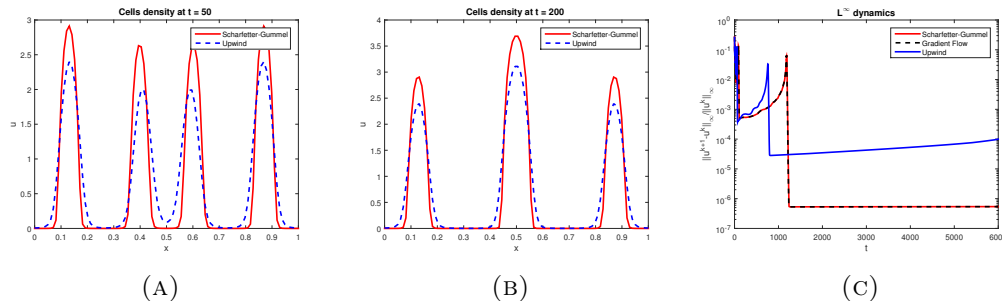 Cells density at t = 50
Scharfetter-Gummel
Upwind
3
2.5
2
1.5
1
0.5
0
u
0 0.1 0.2 0.3 0.4 0.5 0.6 0.7 0.8 0.9 1
x
(A)
Cells density at t = 200
Scharfetter-Gummel
Upwind
4
3.5
3
2.5
2
1.5
1
0.5
0
u
0 0.1 0.2 0.3 0.4 0.5 0.6 0.7 0.8 0.9 1
x
(B)
L^∞ dynamics
Scharfetter-Gummel
Gradient Flow
Upwind
10^0
10^-1
10^-2
10^-3
10^-4
10^-5
10^-6
10^-7
||u^{k+1}-u^k||_∞/||u^k||_∞
0 1000 2000 3000 4000 5000 6000
t
(C)